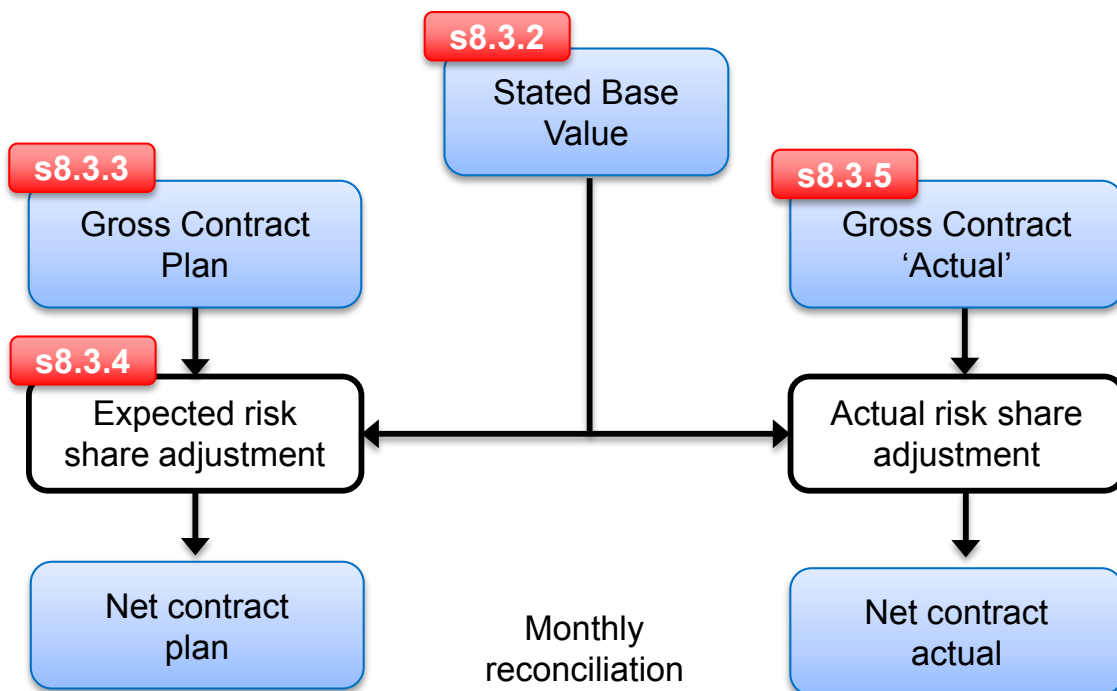 s8.3.2
Stated Base
Value
s8.3.3
Gross Contract
Plan
s8.3.5
Gross Contract
‘Actual’
s8.3.4
Expected risk
share adjustment
Actual risk share
adjustment
Net contract
plan
Monthly
reconciliation
Net contract
actual